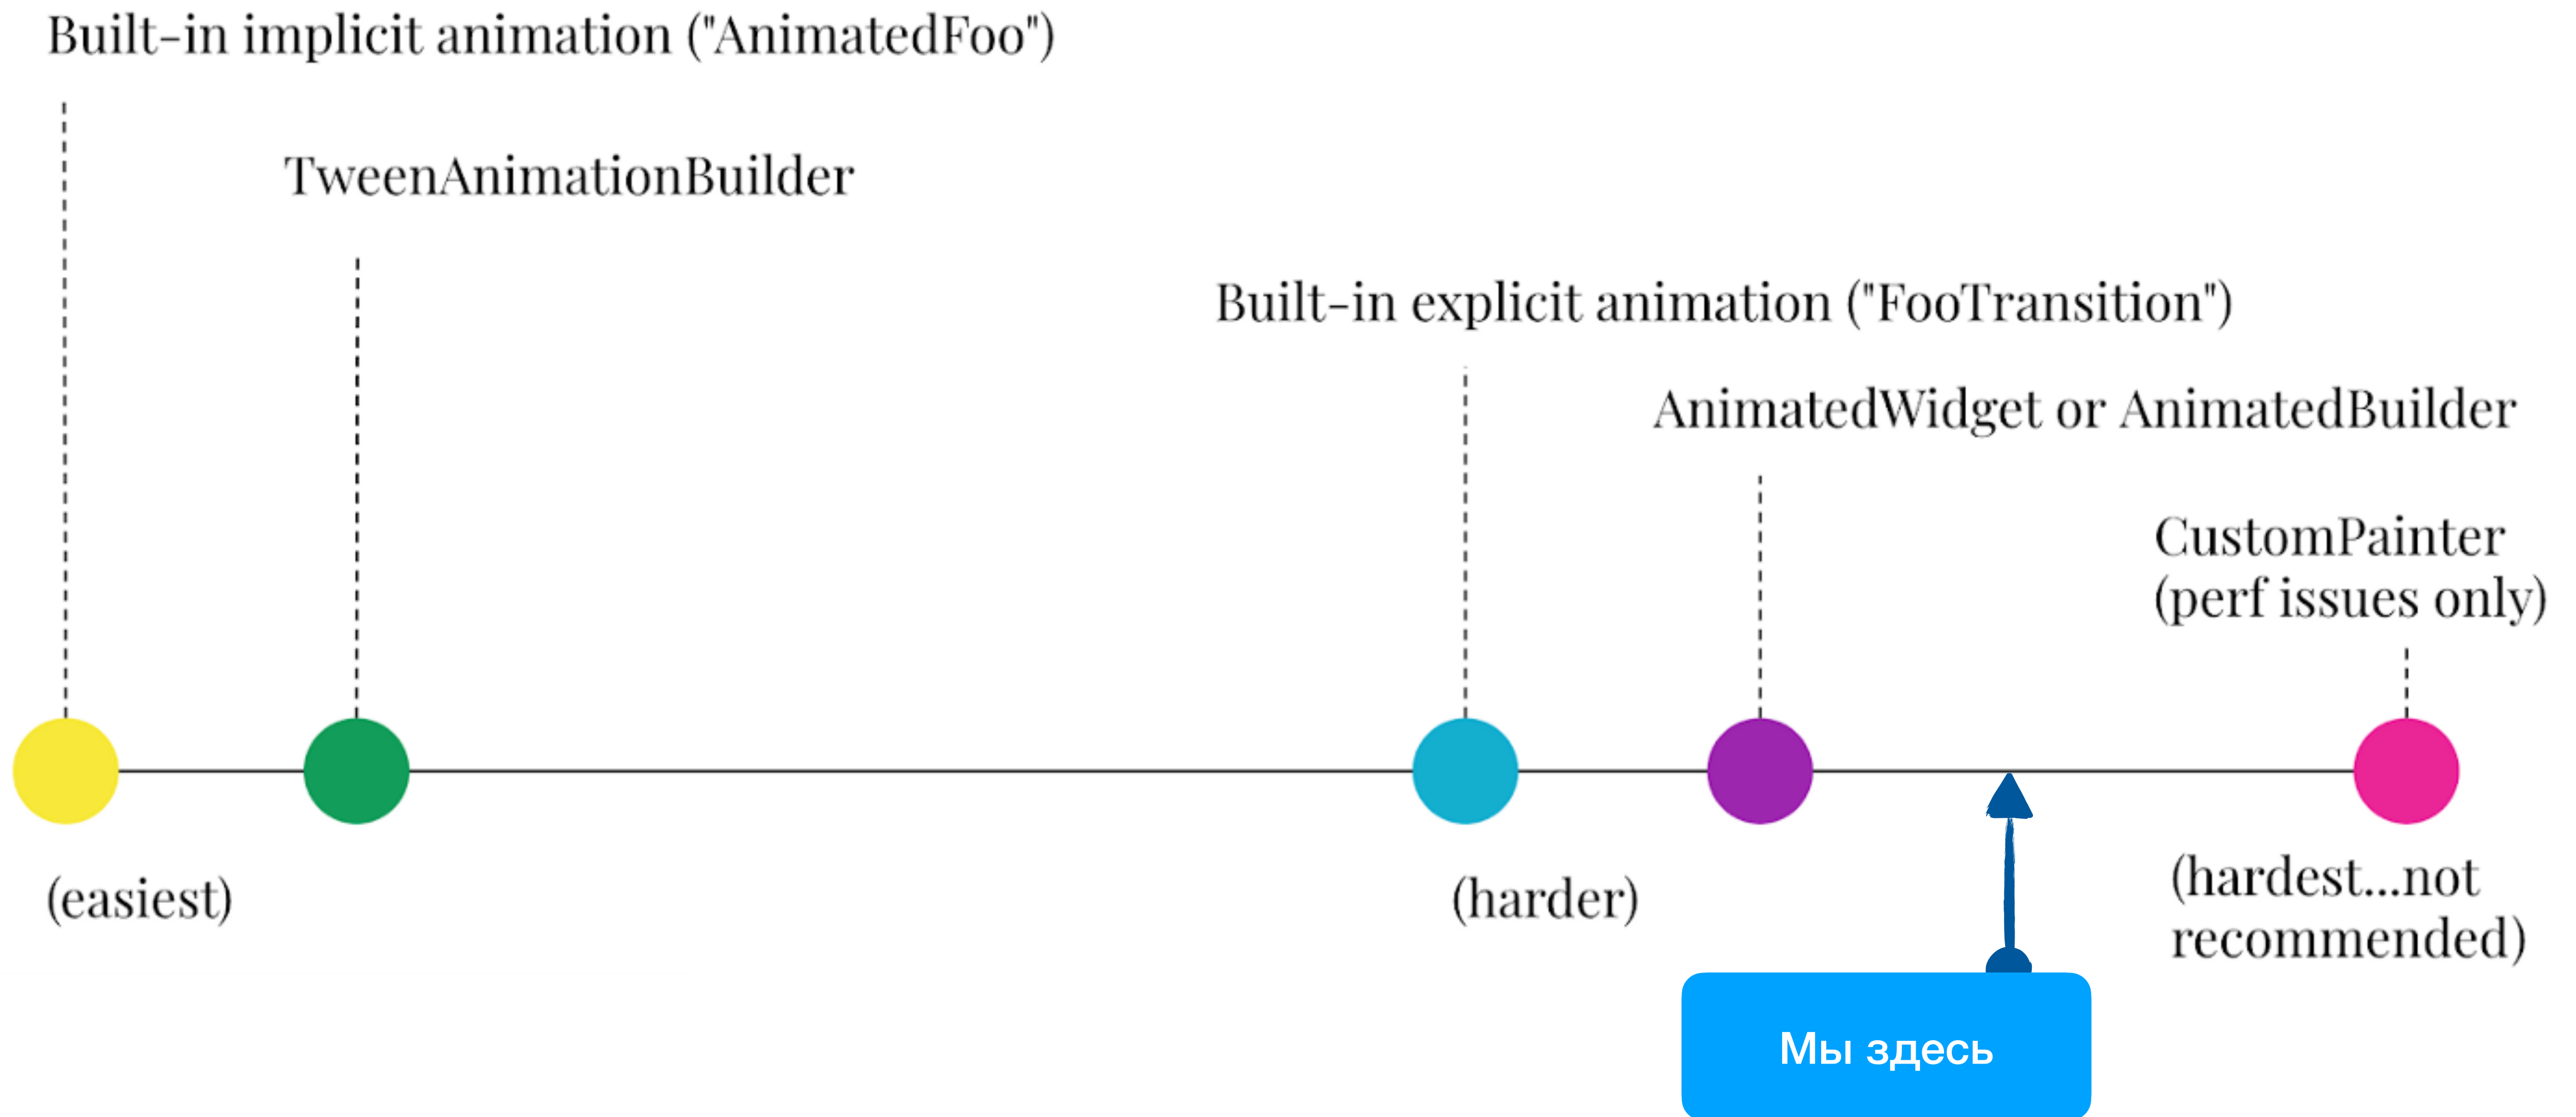 Built-in implicit animation ("AnimatedFoo")
TweenAnimationBuilder
Built-in explicit animation ("FooTransition")
AnimatedWidget or AnimatedBuilder
CustomPainter
(perf issues only)
(easiest)
(harder)
(hardest...not
recommended)
Мы здесь